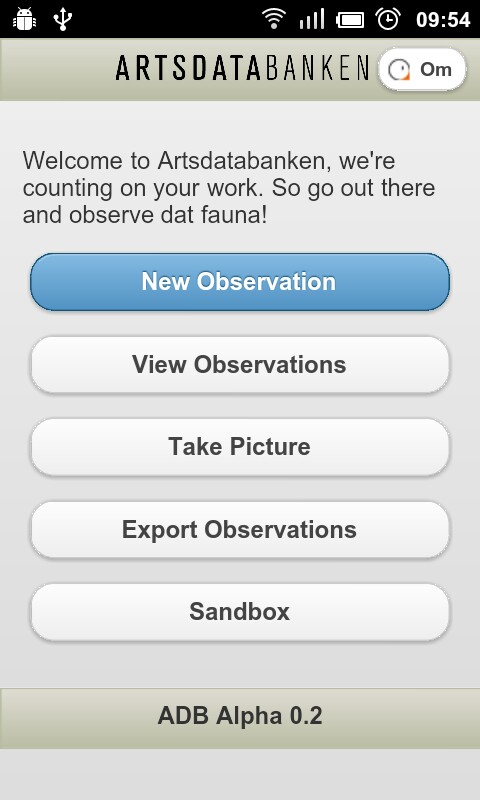 09:54
ARTSDATABANKEN
Om
Welcome to Artsdatabanken, we're
counting on your work. So go out there
and observe dat fauna!
New Observation
View Observations
Take Picture
Export Observations
Sandbox
ADB Alpha 0.2